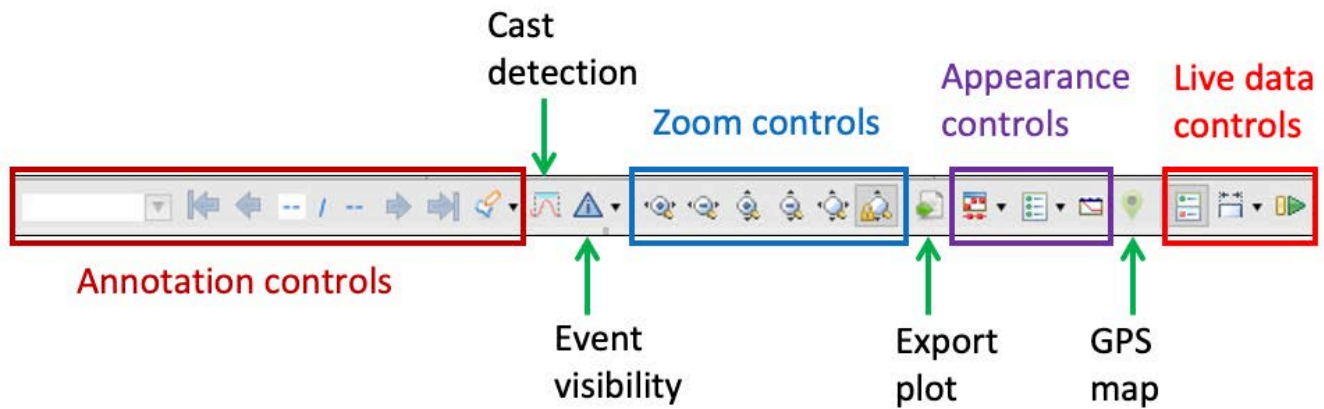 Cast
detection
Zoom controls
Appearance
controls
Live data
controls
-- / --
Annotation controls
Event
visibility
Export
plot
GPS
map